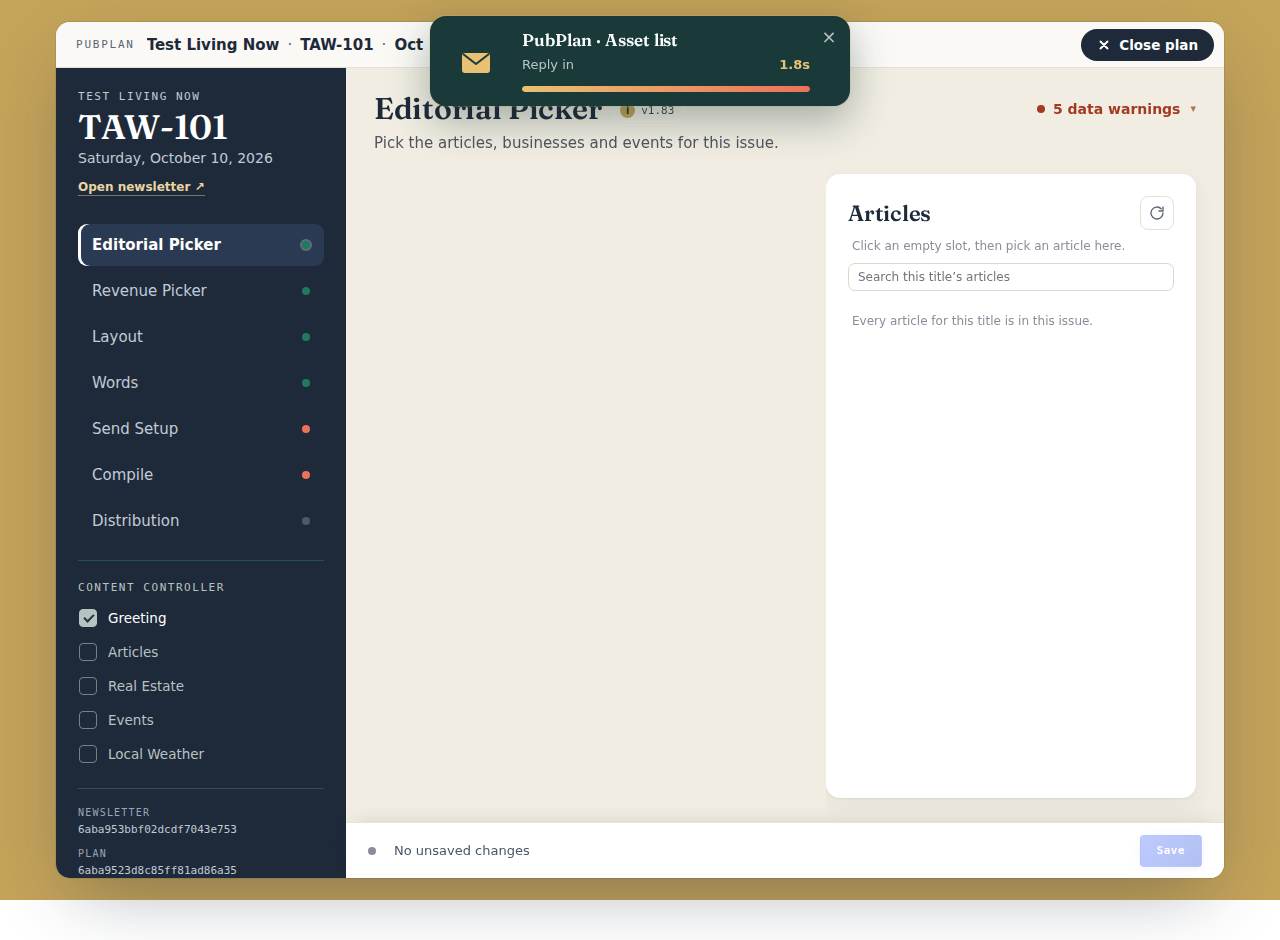 PUBPLAN Test Living Now · TAW-101 · Oct
PubPlan · Asset list
Reply in 1.8s
Close plan
TEST LIVING NOW
TAW-101
Saturday, October 10, 2026
Open newsletter ↗
Editorial Picker
Revenue Picker
Layout
Words
Send Setup
Compile
Distribution
CONTENT CONTROLLER
Greeting
Articles
Real Estate
Events
Local Weather
NEWSLETTER
6aba953bbf02dcdf7043e753
PLAN
6aba9523d8c85ff81ad86a35
Editorial Picker i v1.83
5 data warnings ▾
Pick the articles, businesses and events for this issue.
Articles
Click an empty slot, then pick an article here.
Search this title’s articles
Every article for this title is in this issue.
No unsaved changes
Save